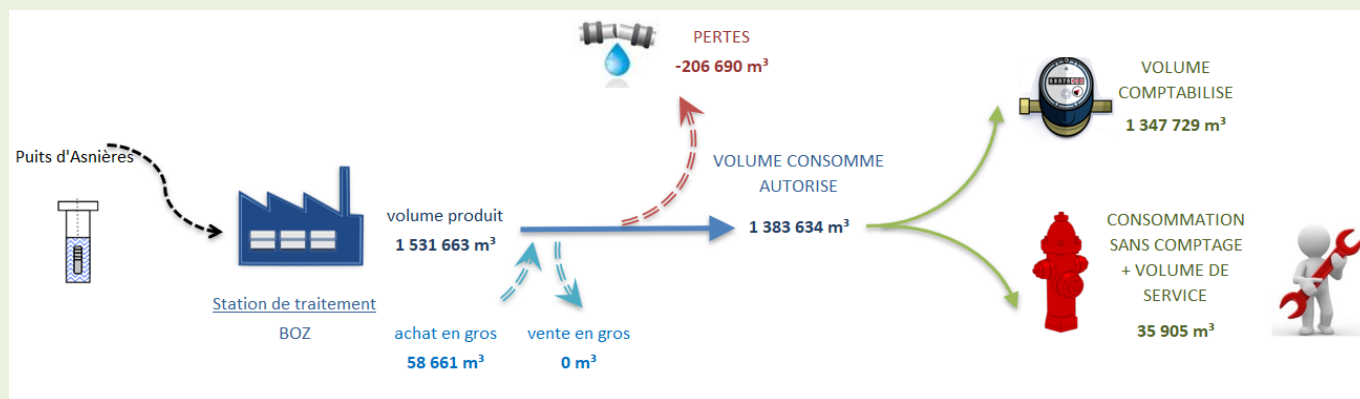 Puits d'Asnières
Station de traitement
BOZ
volume produit
1 531 663 m³
achat en gros
58 661 m³
vente en gros
0 m³
PERTES
-206 690 m³
VOLUME CONSOMME
AUTORISE
1 383 634 m³
VOLUME
COMPTABILISE
1 347 729 m³
CONSOMMATION
SANS COMPTAGE
+ VOLUME DE
SERVICE
35 905 m³